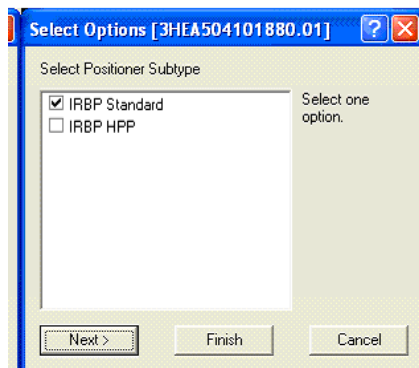 Select Options [3HEA504101880.01]
Select Positioner Subtype
IRBP Standard
IRBP HPP
Select one
option.
Next >
Finish
Cancel